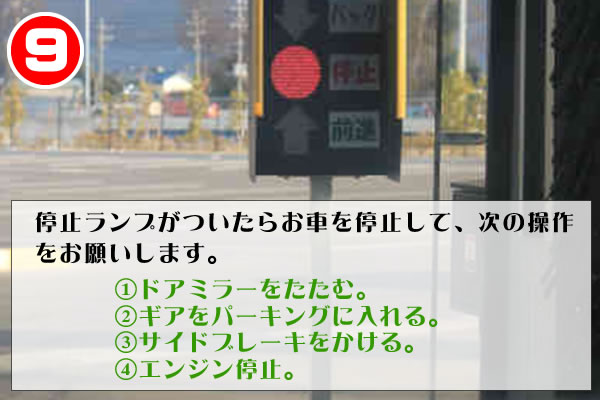 9
バック
停止
前進
停止ランプがついたらお車を停止して、次の操作
をお願いします。
①ドアミラーをたたむ。
②ギアをパーキングに入れる。
③サイドブレーキをかける。
④エンジン停止。